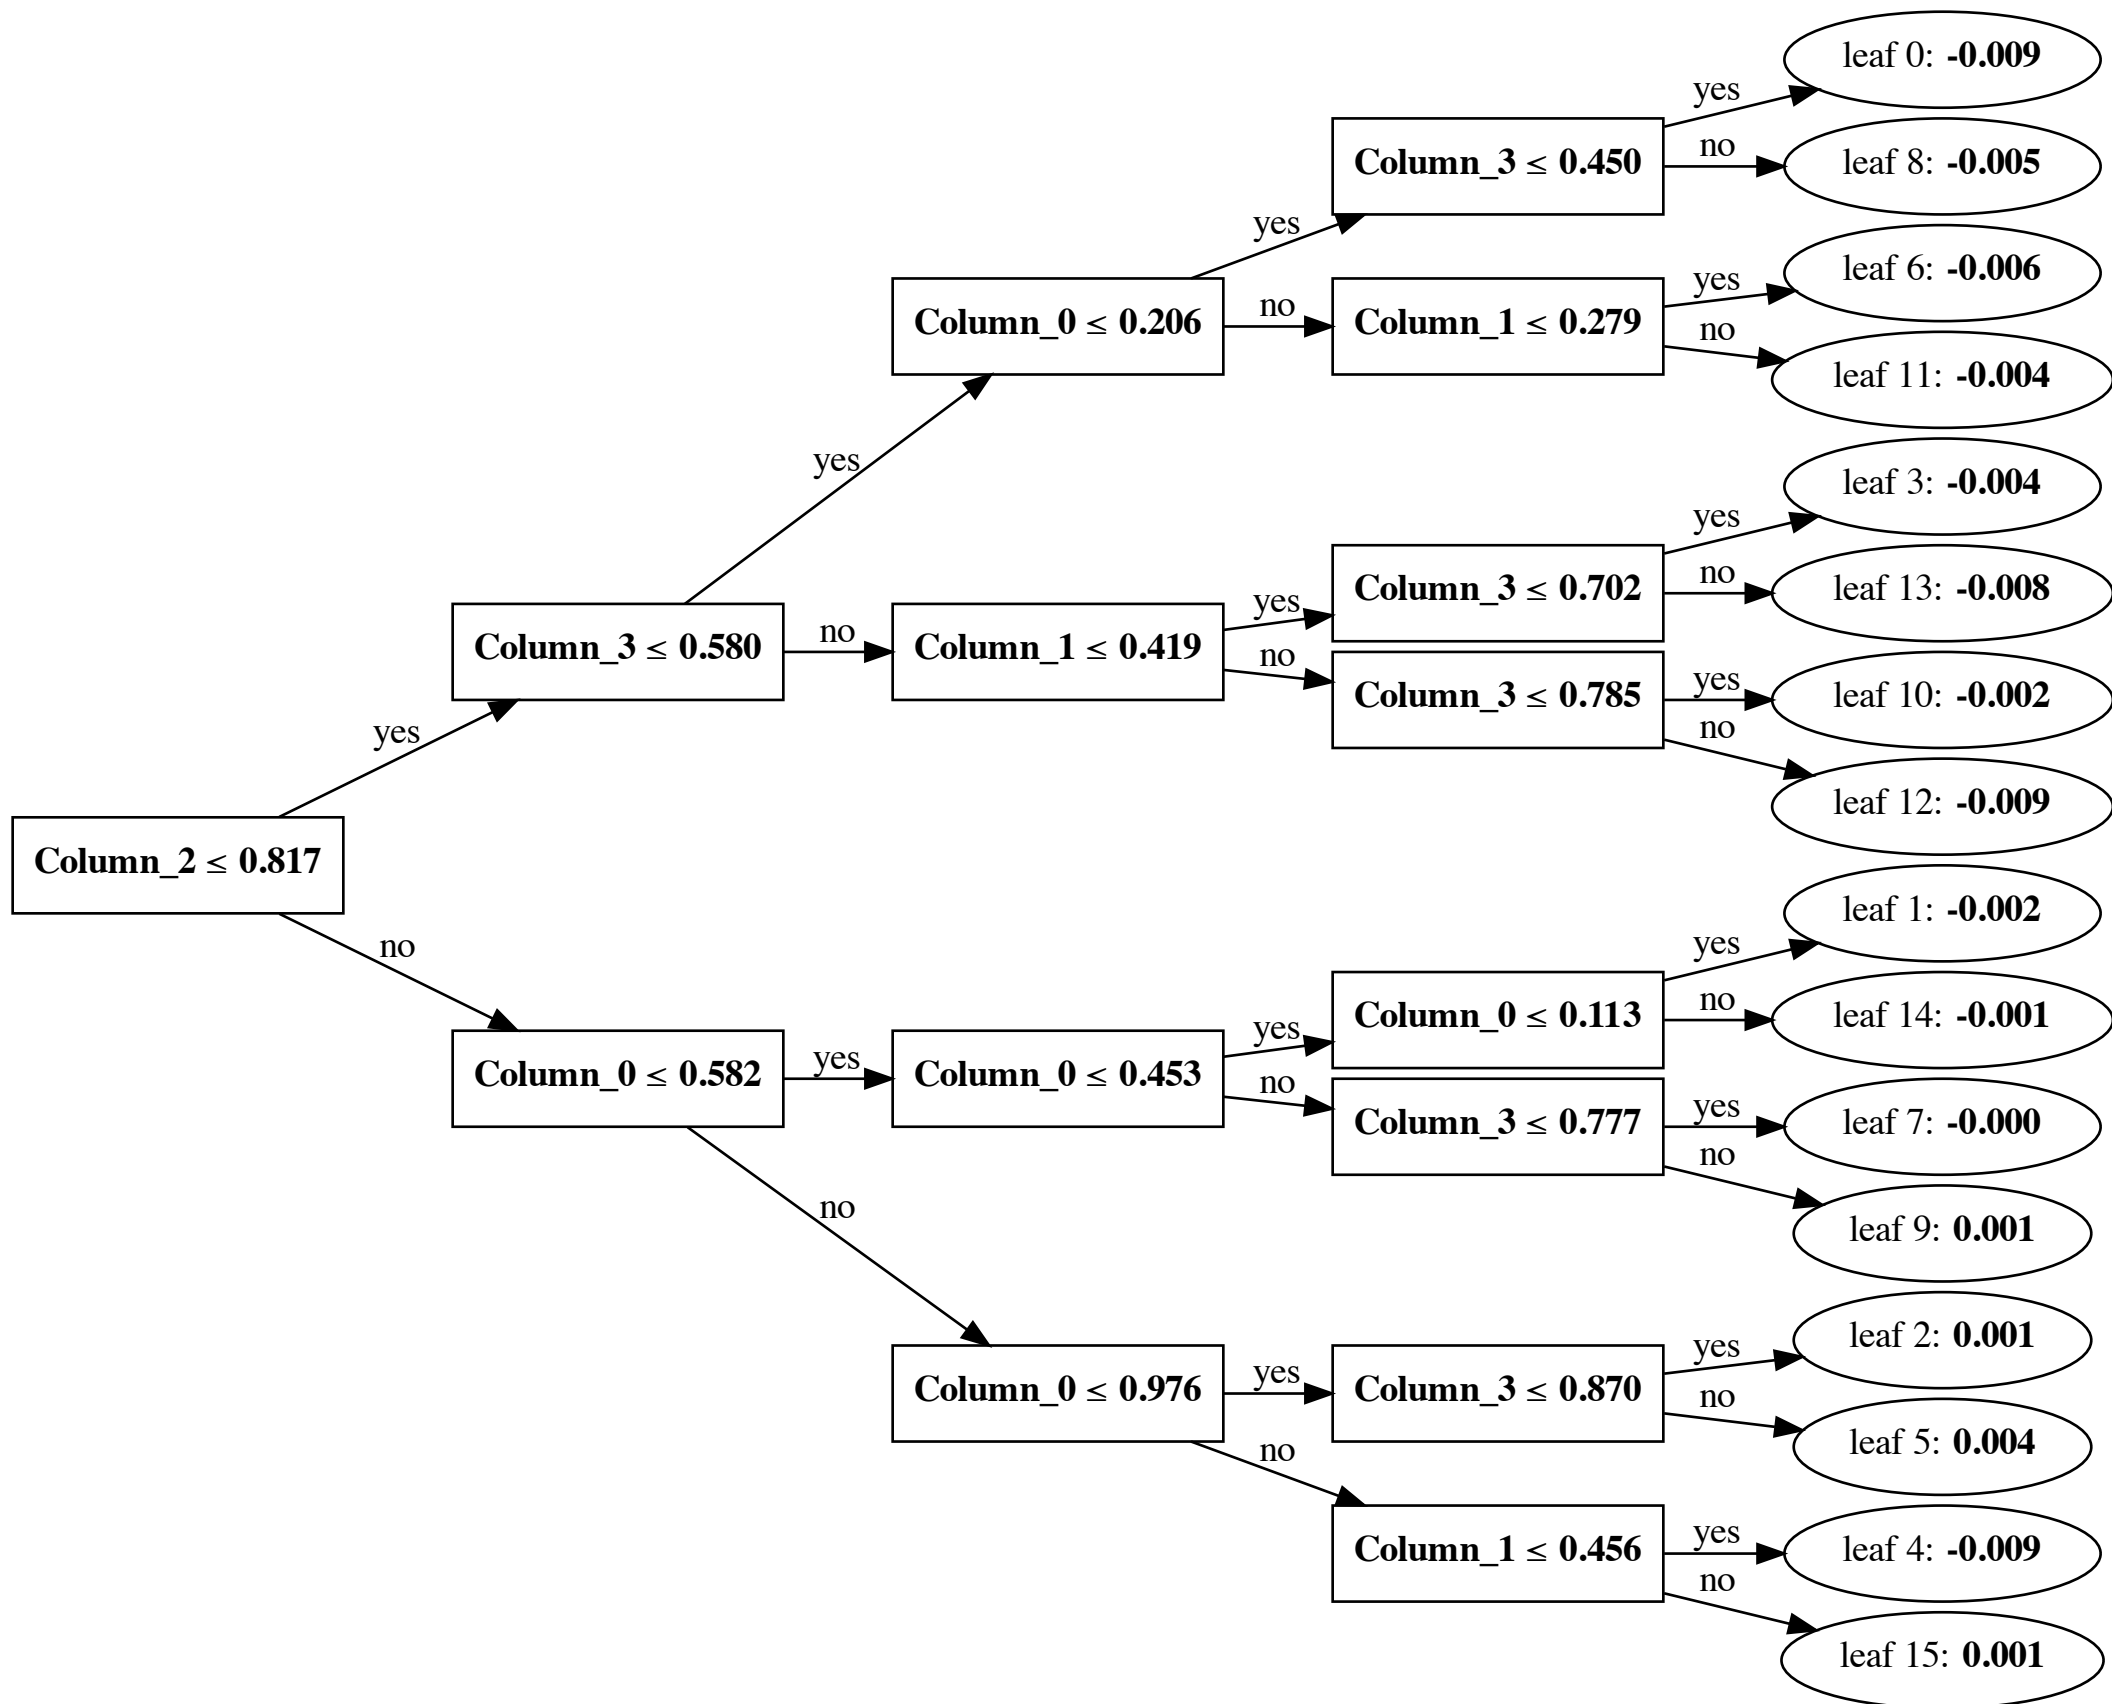 leaf 0: -0.009
yes
Column_3 ≤ 0.450
no
leaf 8: -0.005
yes
Column_0 ≤ 0.206
no
Column_1 ≤ 0.279
yes
leaf 6: -0.006
no
leaf 11: -0.004
yes
Column_3 ≤ 0.580
no
Column_1 ≤ 0.419
yes
Column_3 ≤ 0.702
yes
leaf 3: -0.004
no
leaf 13: -0.008
no
Column_3 ≤ 0.785
yes
leaf 10: -0.002
no
leaf 12: -0.009
yes
Column_2 ≤ 0.817
no
Column_0 ≤ 0.582
yes
Column_0 ≤ 0.453
yes
Column_0 ≤ 0.113
yes
leaf 1: -0.002
no
leaf 14: -0.001
no
Column_3 ≤ 0.777
yes
leaf 7: -0.000
no
leaf 9: 0.001
no
Column_0 ≤ 0.976
yes
Column_3 ≤ 0.870
yes
leaf 2: 0.001
no
leaf 5: 0.004
no
Column_1 ≤ 0.456
yes
leaf 4: -0.009
no
leaf 15: 0.001